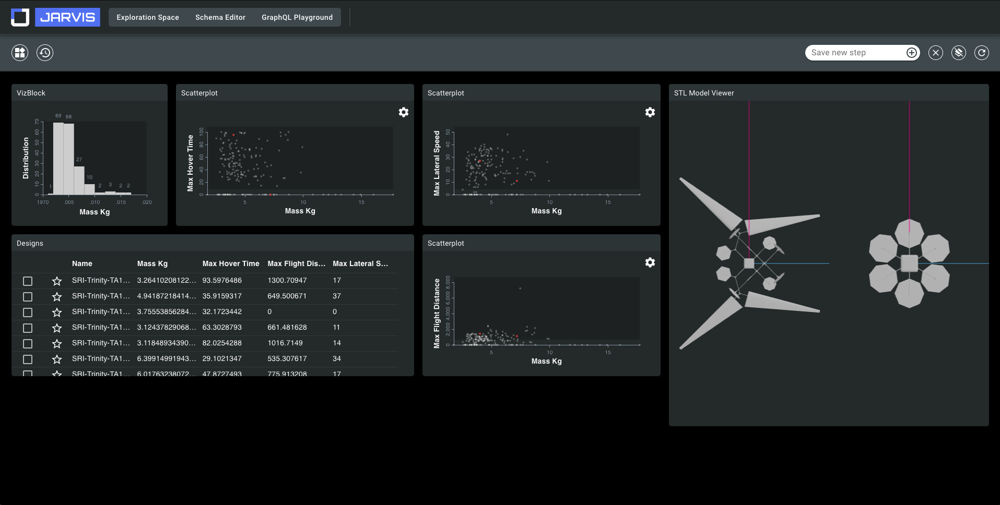 JARVIS
Exploration Space Schema Editor GraphQL Playground
Save new step
VizBlock
69 68
27
10
1 2 3 2 2
0 10 20 30 40 50 60 70
Distribution
1970 .005 .010 .015 .020
Mass Kg
Scatterplot
0 20 40 60 80 100
Max Hover Time
5 10 15
Mass Kg
Scatterplot
0 10 20 30 40 50
Max Lateral Speed
5 10 15
Mass Kg
STL Model Viewer
Designs
Name Mass Kg Max Hover Time Max Flight Dis... Max Lateral S...
SRI-Trinity-TA1... 3.26410208122... 93.5976486 1300.70947 17
SRI-Trinity-TA1... 4.94187218414... 35.9159317 649.500671 37
SRI-Trinity-TA1... 3.75553856284... 32.1723442 0 0
SRI-Trinity-TA1... 3.12437829068... 63.3028793 661.481628 11
SRI-Trinity-TA1... 3.11848934390... 82.0254288 1016.7149 14
SRI-Trinity-TA1... 6.39914991943... 29.1021347 535.307617 34
SRI-Trinity-TA1... 6.01763238072... 47.8727493 775.913208 17
Scatterplot
0 2,000 4,000 6,000 8,000
Max Flight Distance
5 10 15
Mass Kg